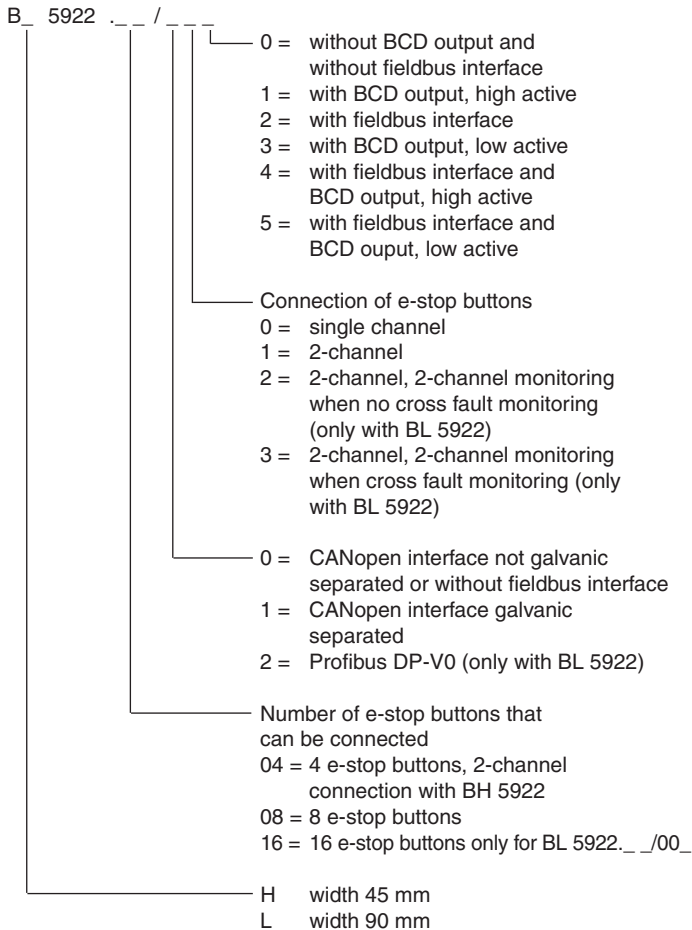 B_ 5922 ._ _ / _ _ _
0 = without BCD output and
without fieldbus interface
1 = with BCD output, high active
2 = with fieldbus interface
3 = with BCD output, low active
4 = with fieldbus interface and
BCD output, high active
5 = with fieldbus interface and
BCD ouput, low active
Connection of e-stop buttons
0 = single channel
1 = 2-channel
2 = 2-channel, 2-channel monitoring
when no cross fault monitoring
(only with BL 5922)
3 = 2-channel, 2-channel monitoring
when cross fault monitoring (only
with BL 5922)
0 = CANopen interface not galvanic
separated or without fieldbus interface
1 = CANopen interface galvanic
separated
2 = Profibus DP-V0 (only with BL 5922)
Number of e-stop buttons that
can be connected
04 = 4 e-stop buttons, 2-channel
connection with BH 5922
08 = 8 e-stop buttons
16 = 16 e-stop buttons only for BL 5922._ _/00_
H width 45 mm
L width 90 mm